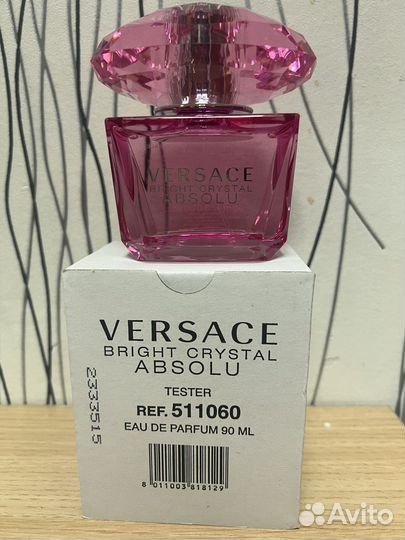 VERSACE
BRIGHT CRYSTAL
ABSOLU
VERSACE
BRIGHT CRYSTAL
ABSOLU
TESTER
REF. 511060
EAU DE PARFUM 90 ML
8 011003 818129
2333515
Avito